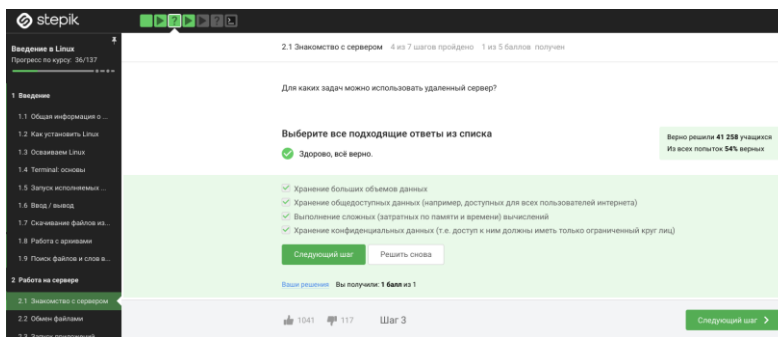 stepik
Введение в Linux
Прогресс по курсу: 36/137
1 Введение
1.1 Общая информация о ...
1.2 Как установить Linux
1.3 Осваиваем Linux
1.4 Terminal: основы
1.5 Запуск исполняемых ...
1.6 Ввод / вывод
1.7 Скачивание файлов из...
1.8 Работа с архивами
1.9 Поиск файлов и слов в...
2 Работа на сервере
2.1 Знакомство с сервером
2.2 Обмен файлами
2.3 Запуск приложений
2.1 Знакомство с сервером 4 из 7 шагов пройдено 1 из 5 баллов получен
Для каких задач можно использовать удаленный сервер?
Выберите все подходящие ответы из списка
Здорово, всё верно.
Верно решили 41 258 учащихся
Из всех попыток 54% верных
Хранение больших объемов данных
Хранение общедоступных данных (например, доступных для всех пользователей интернета)
Выполнение сложных (затратных по памяти и времени) вычислений
Хранение конфиденциальных данных (т.е. доступ к ним должны иметь только ограниченный круг лиц)
Следующий шаг Решить снова
Ваши решения Вы получили: 1 балл из 1
1041 117 Шаг 3 Следующий шаг